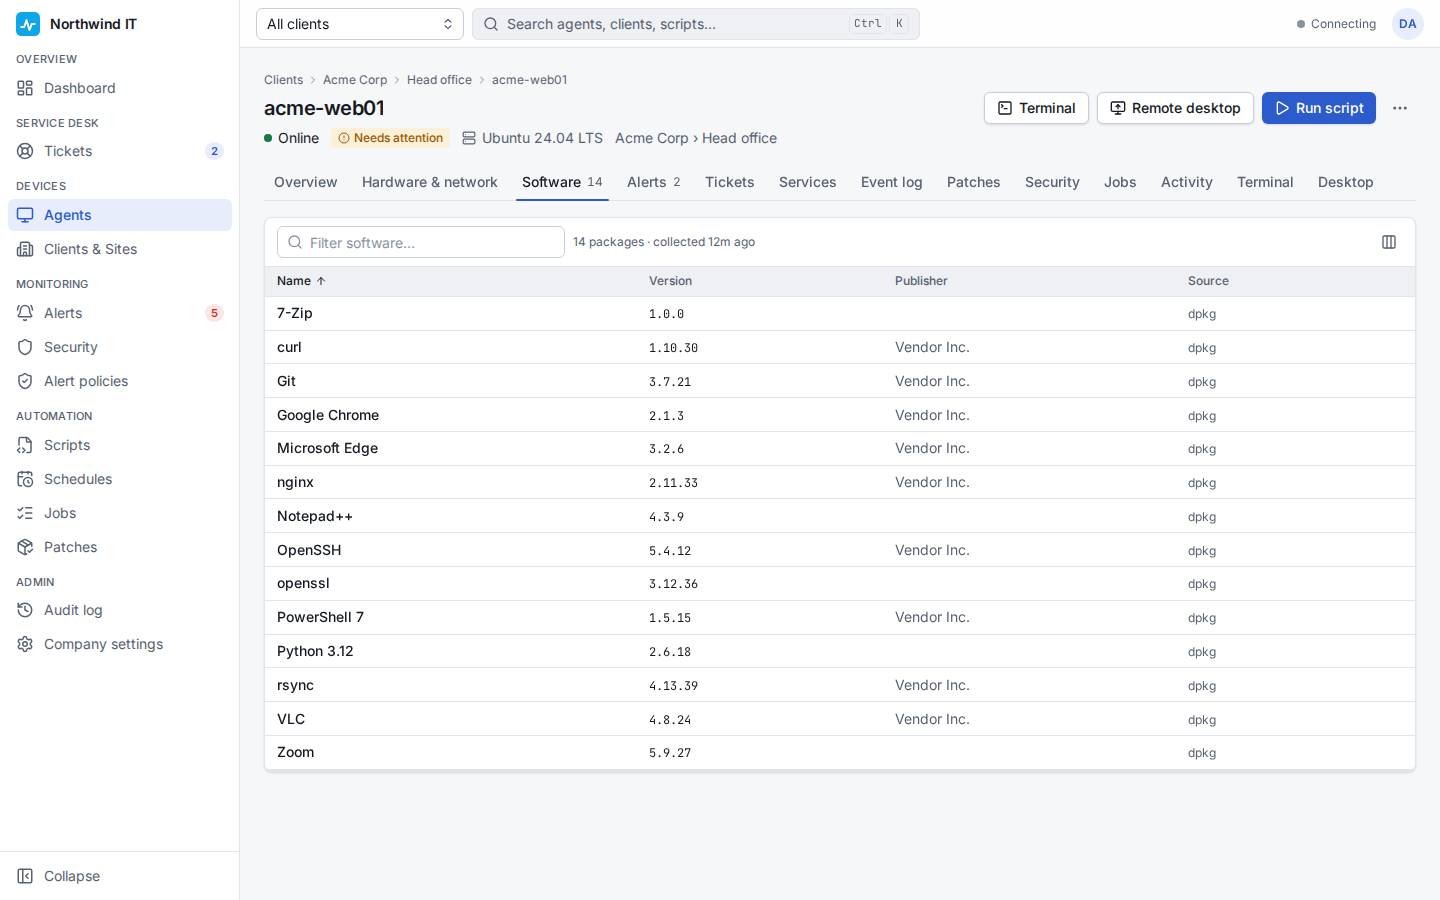 Northwind IT
All clients
Search agents, clients, scripts...
Ctrl K
Connecting
DA
OVERVIEW
Dashboard
SERVICE DESK
Tickets 2
DEVICES
Agents
Clients & Sites
MONITORING
Alerts 5
Security
Alert policies
AUTOMATION
Scripts
Schedules
Jobs
Patches
ADMIN
Audit log
Company settings
Collapse
Clients > Acme Corp > Head office > acme-web01
acme-web01
Terminal
Remote desktop
Run script
Online Needs attention Ubuntu 24.04 LTS Acme Corp › Head office
Overview Hardware & network Software 14 Alerts 2 Tickets Services Event log Patches Security Jobs Activity Terminal Desktop
Filter software...
14 packages · collected 12m ago
Name ↑ Version Publisher Source
7-Zip 1.0.0 dpkg
curl 1.10.30 Vendor Inc. dpkg
Git 3.7.21 Vendor Inc. dpkg
Google Chrome 2.1.3 Vendor Inc. dpkg
Microsoft Edge 3.2.6 Vendor Inc. dpkg
nginx 2.11.33 Vendor Inc. dpkg
Notepad++ 4.3.9 dpkg
OpenSSH 5.4.12 Vendor Inc. dpkg
openssl 3.12.36 dpkg
PowerShell 7 1.5.15 Vendor Inc. dpkg
Python 3.12 2.6.18 dpkg
rsync 4.13.39 Vendor Inc. dpkg
VLC 4.8.24 Vendor Inc. dpkg
Zoom 5.9.27 dpkg